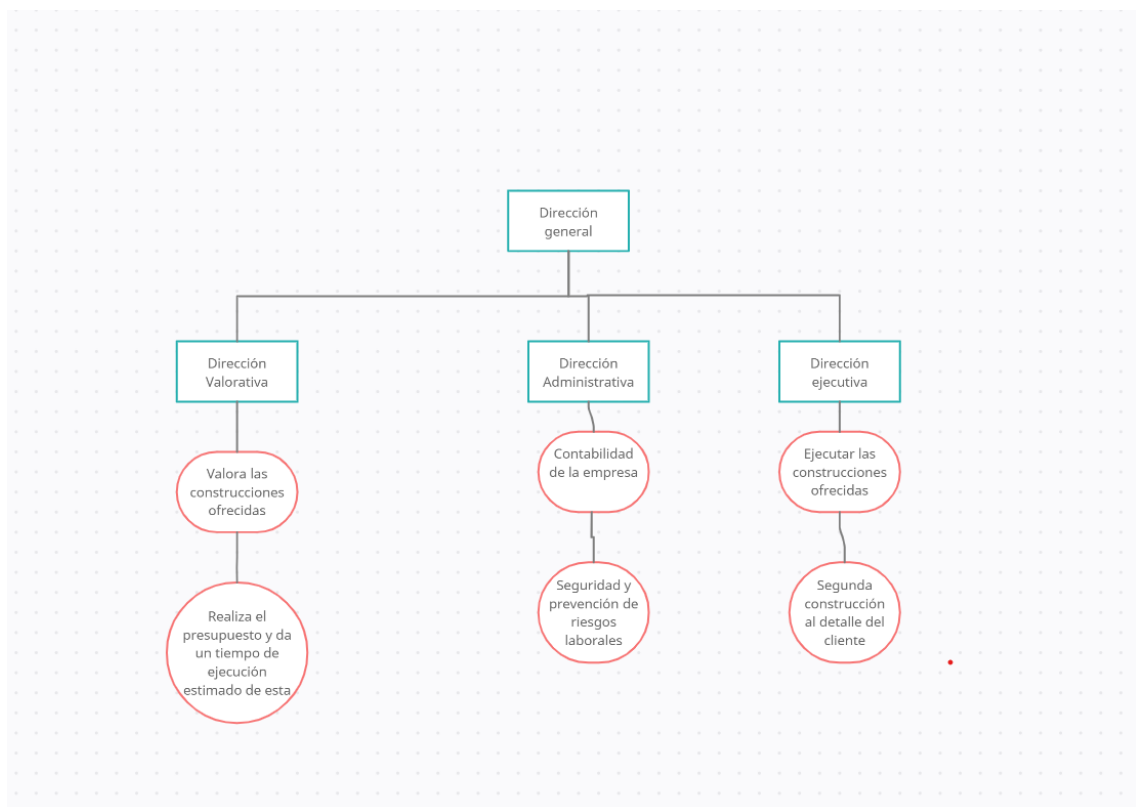 Dirección
general
Dirección
Valorativa
Dirección
Administrativa
Dirección
ejecutiva
Valora las
construcciones
ofrecidas
Contabilidad
de la empresa
Ejecutar las
construcciones
ofrecidas
Realiza el
presupuesto y da
un tiempo de
ejecución
estimado de esta
Seguridad y
prevención de
riesgos
laborales
Segunda
construcción
al detalle del
cliente